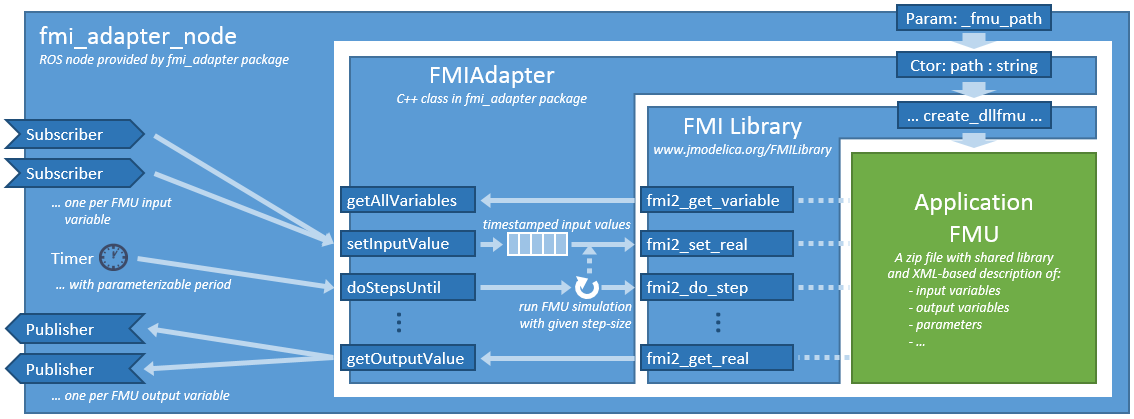 Param: _fmu_path
fmi_adapter_node
ROS node provided by fmi_adapter package
Ctor: path : string
FMIAdapter
C++ class in fmi_adapter package
... create_dllfmu ...
FMI Library
www.jmodelica.org/FMILibrary
Subscriber
Subscriber
... one per FMU input
variable
Timer
... with parameterizable period
Publisher
Publisher
... one per FMU output variable
getAllVariables
setInputValue
doStepsUntil
getOutputValue
timestamped input values
run FMU simulation
with given step-size
fmi2_get_variable
fmi2_set_real
fmi2_do_step
fmi2_get_real
Application
FMU
A zip file with shared library
and XML-based description of:
- input variables
- output variables
- parameters
- ...